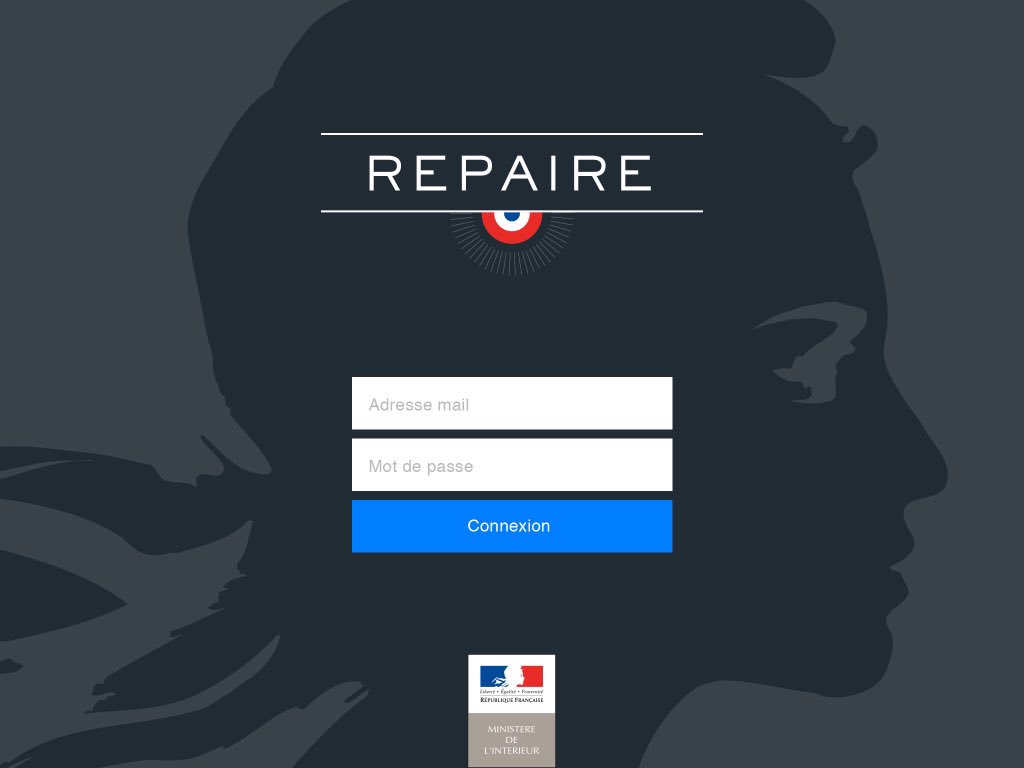 REPAIRE
Adresse mail
Mot de passe
Connexion
Liberté • Égalité • Fraternité
RÉPUBLIQUE FRANÇAISE
MINISTERE
DE
L'INTERIEUR